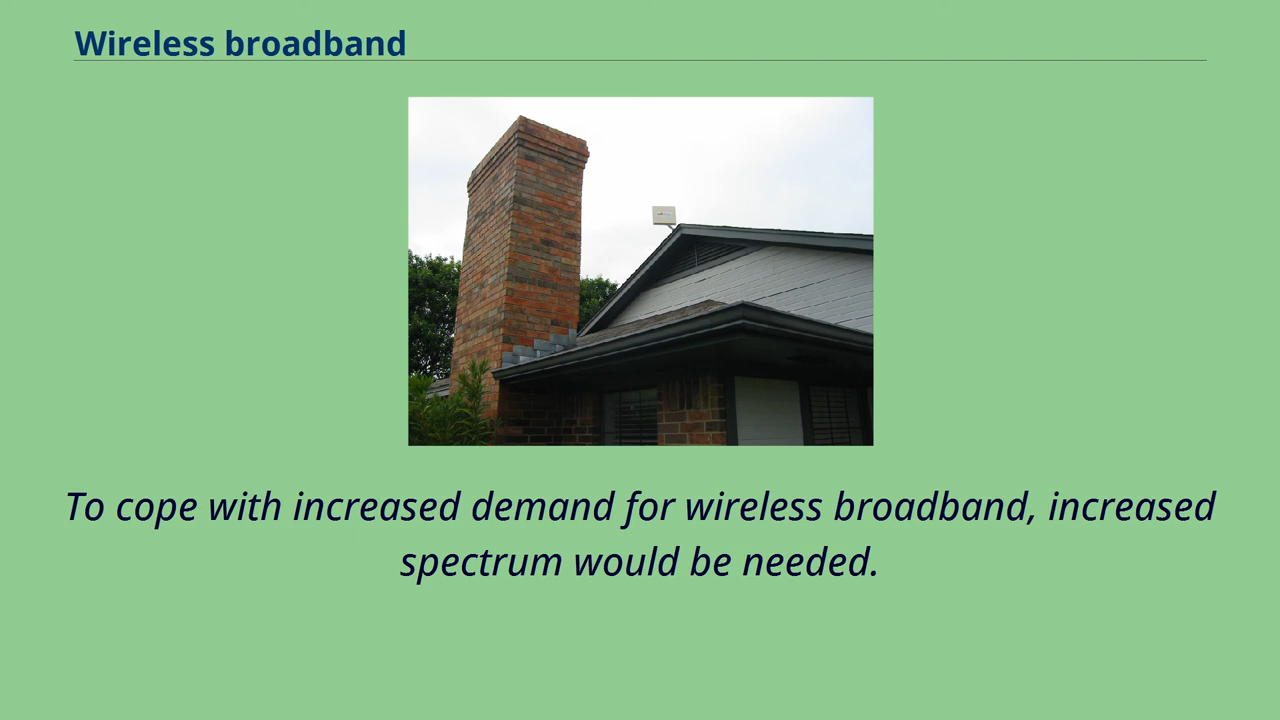 Wireless broadband
To cope with increased demand for wireless broadband, increased
spectrum would be needed.